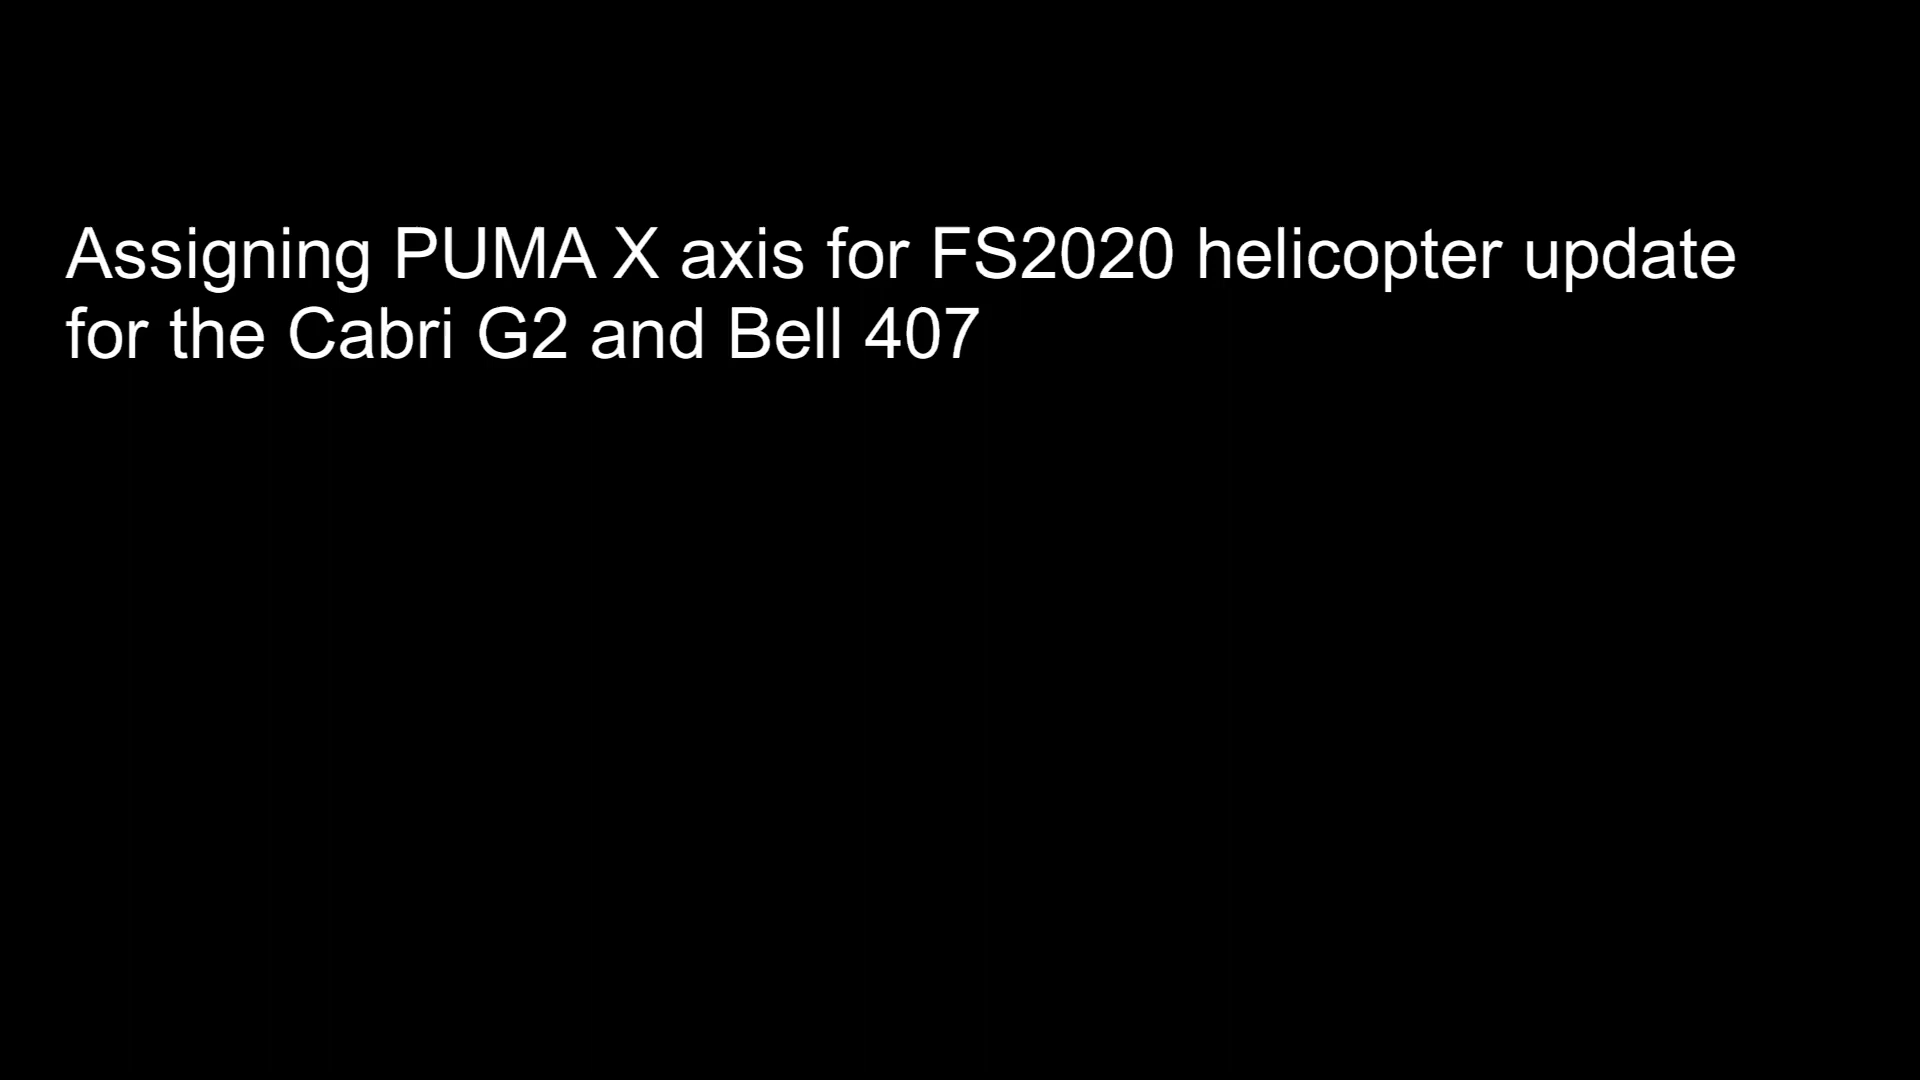 Assigning PUMA X axis for FS2020 helicopter update
for the Cabri G2 and Bell 407